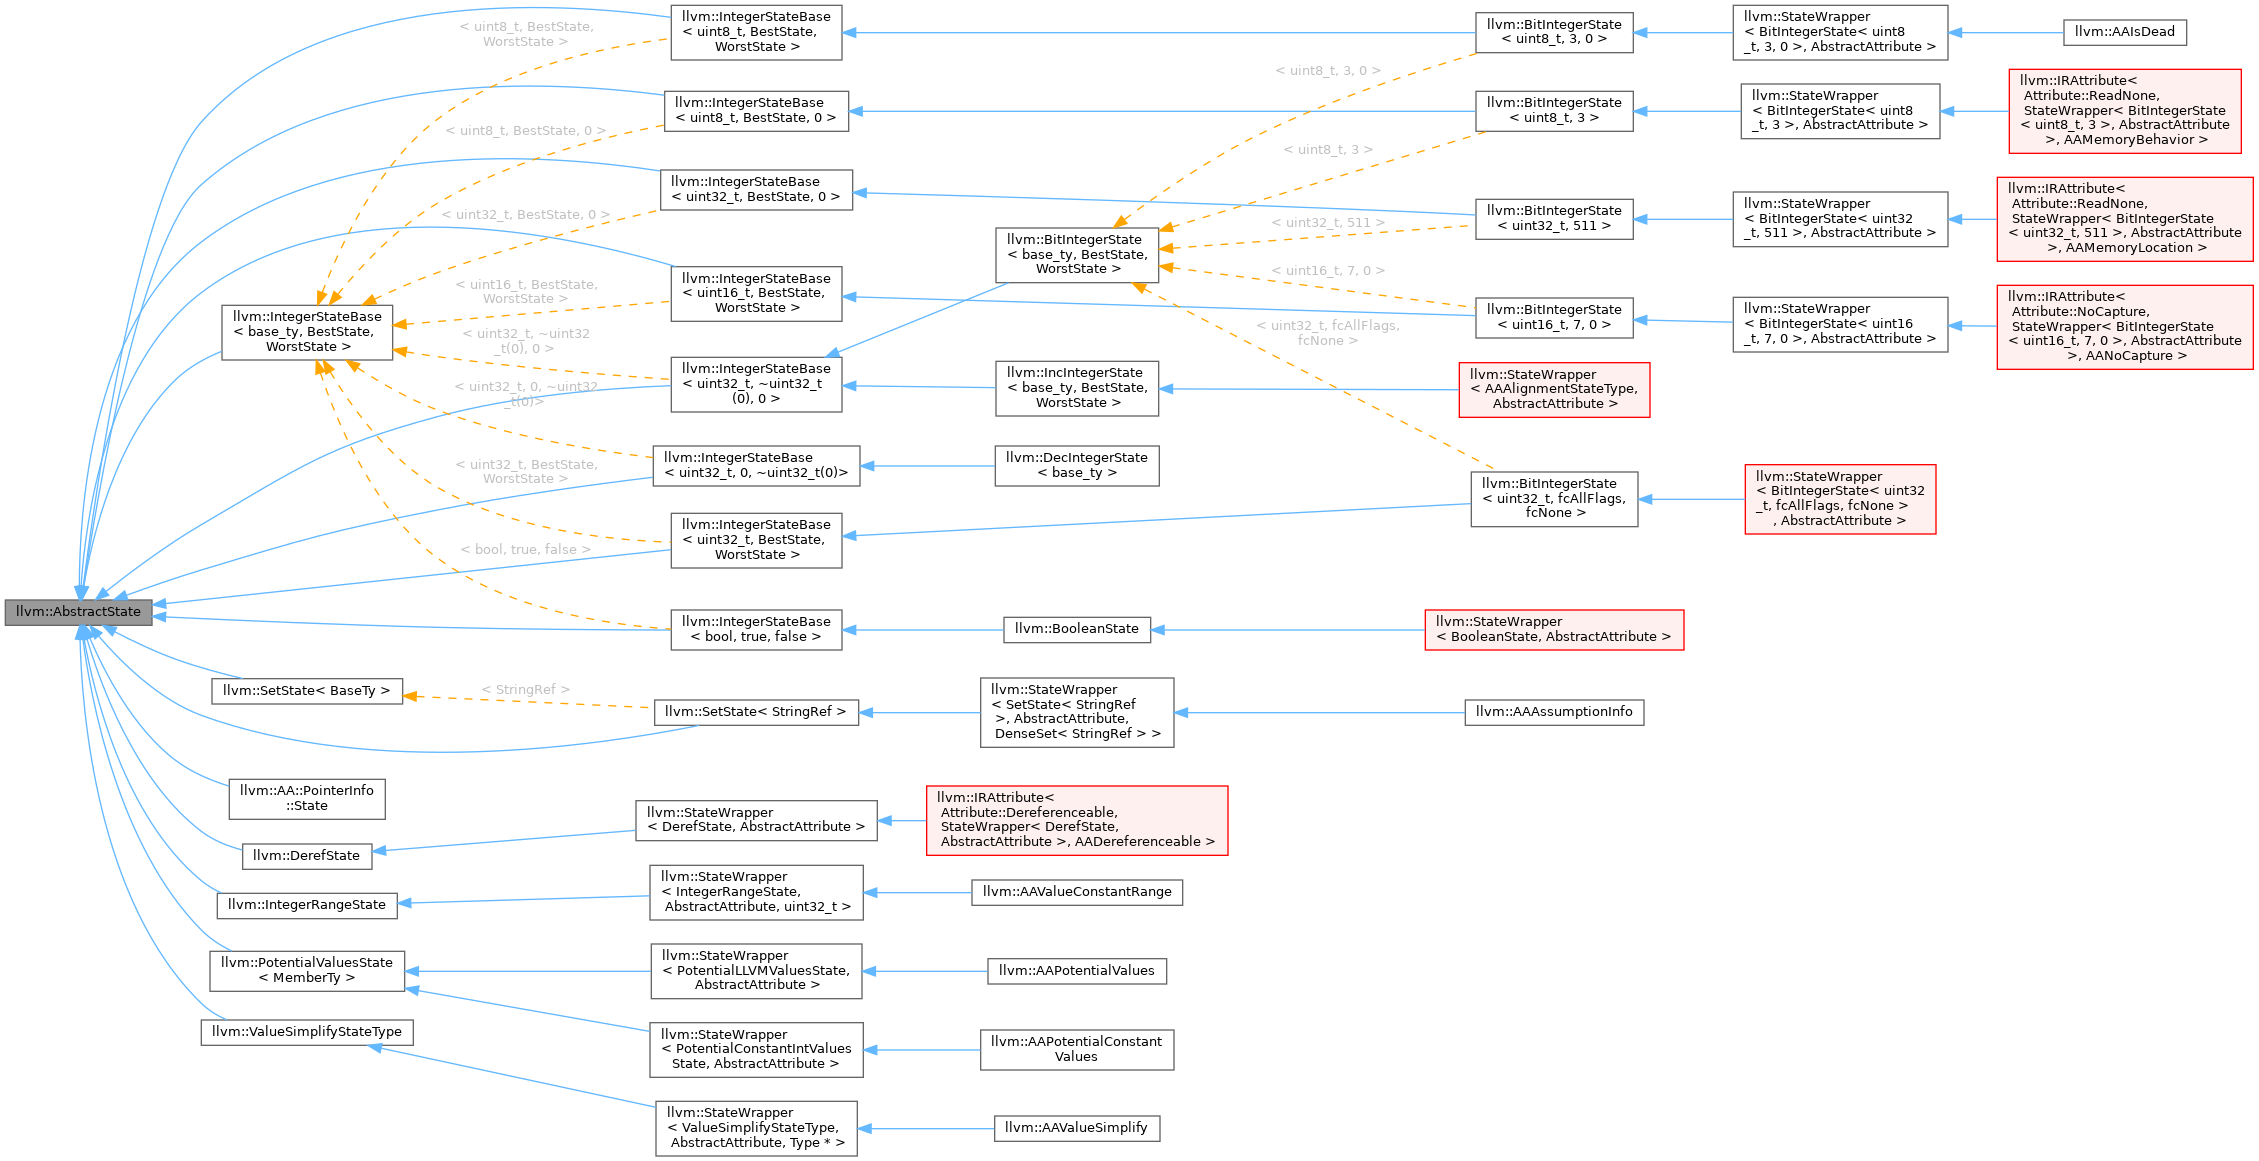 llvm::AbstractState
llvm::IntegerStateBase
< base_ty, BestState,
WorstState >
llvm::SetState< BaseTy >
llvm::AA::PointerInfo
::State
llvm::DerefState
llvm::IntegerRangeState
llvm::PotentialValuesState
< MemberTy >
llvm::ValueSimplifyStateType
< uint8_t, BestState,
WorstState >
< uint8_t, BestState, 0 >
< uint32_t, BestState, 0 >
< uint16_t, BestState,
WorstState >
< uint32_t, ~uint32
_t(0), 0 >
< uint32_t, 0, ~uint32
_t(0)>
< uint32_t, BestState,
WorstState >
< bool, true, false >
< StringRef >
llvm::IntegerStateBase
< uint8_t, BestState,
WorstState >
llvm::IntegerStateBase
< uint8_t, BestState, 0 >
llvm::IntegerStateBase
< uint32_t, BestState, 0 >
llvm::IntegerStateBase
< uint16_t, BestState,
WorstState >
llvm::IntegerStateBase
< uint32_t, ~uint32_t
(0), 0 >
llvm::IntegerStateBase
< uint32_t, 0, ~uint32_t(0)>
llvm::IntegerStateBase
< uint32_t, BestState,
WorstState >
llvm::IntegerStateBase
< bool, true, false >
llvm::SetState< StringRef >
llvm::StateWrapper
< DerefState, AbstractAttribute >
llvm::StateWrapper
< IntegerRangeState,
AbstractAttribute, uint32_t >
llvm::StateWrapper
< PotentialLLVMValuesState,
AbstractAttribute >
llvm::StateWrapper
< PotentialConstantIntValues
State, AbstractAttribute >
llvm::StateWrapper
< ValueSimplifyStateType,
AbstractAttribute, Type * >
llvm::BitIntegerState
< base_ty, BestState,
WorstState >
llvm::IncIntegerState
< base_ty, BestState,
WorstState >
llvm::DecIntegerState
< base_ty >
llvm::BooleanState
llvm::StateWrapper
< SetState< StringRef
>, AbstractAttribute,
DenseSet< StringRef > >
llvm::IRAttribute<
Attribute::Dereferenceable,
StateWrapper< DerefState,
AbstractAttribute >, AADereferenceable >
llvm::AAValueConstantRange
llvm::AAPotentialValues
llvm::AAPotentialConstant
Values
llvm::AAValueSimplify
< uint8_t, 3, 0 >
< uint8_t, 3 >
< uint32_t, 511 >
< uint16_t, 7, 0 >
< uint32_t, fcAllFlags,
fcNone >
llvm::BitIntegerState
< uint8_t, 3, 0 >
llvm::BitIntegerState
< uint8_t, 3 >
llvm::BitIntegerState
< uint32_t, 511 >
llvm::BitIntegerState
< uint16_t, 7, 0 >
llvm::StateWrapper
< AAAlignmentStateType,
AbstractAttribute >
llvm::BitIntegerState
< uint32_t, fcAllFlags,
fcNone >
llvm::StateWrapper
< BooleanState, AbstractAttribute >
llvm::AAAssumptionInfo
llvm::StateWrapper
< BitIntegerState< uint8
_t, 3, 0 >, AbstractAttribute >
llvm::StateWrapper
< BitIntegerState< uint8
_t, 3 >, AbstractAttribute >
llvm::StateWrapper
< BitIntegerState< uint32
_t, 511 >, AbstractAttribute >
llvm::StateWrapper
< BitIntegerState< uint16
_t, 7, 0 >, AbstractAttribute >
llvm::StateWrapper
< BitIntegerState< uint32
_t, fcAllFlags, fcNone >
, AbstractAttribute >
llvm::AAIsDead
llvm::IRAttribute<
Attribute::ReadNone,
StateWrapper< BitIntegerState
< uint8_t, 3 >, AbstractAttribute
>, AAMemoryBehavior >
llvm::IRAttribute<
Attribute::ReadNone,
StateWrapper< BitIntegerState
< uint32_t, 511 >, AbstractAttribute
>, AAMemoryLocation >
llvm::IRAttribute<
Attribute::NoCapture,
StateWrapper< BitIntegerState
< uint16_t, 7, 0 >, AbstractAttribute
>, AANoCapture >